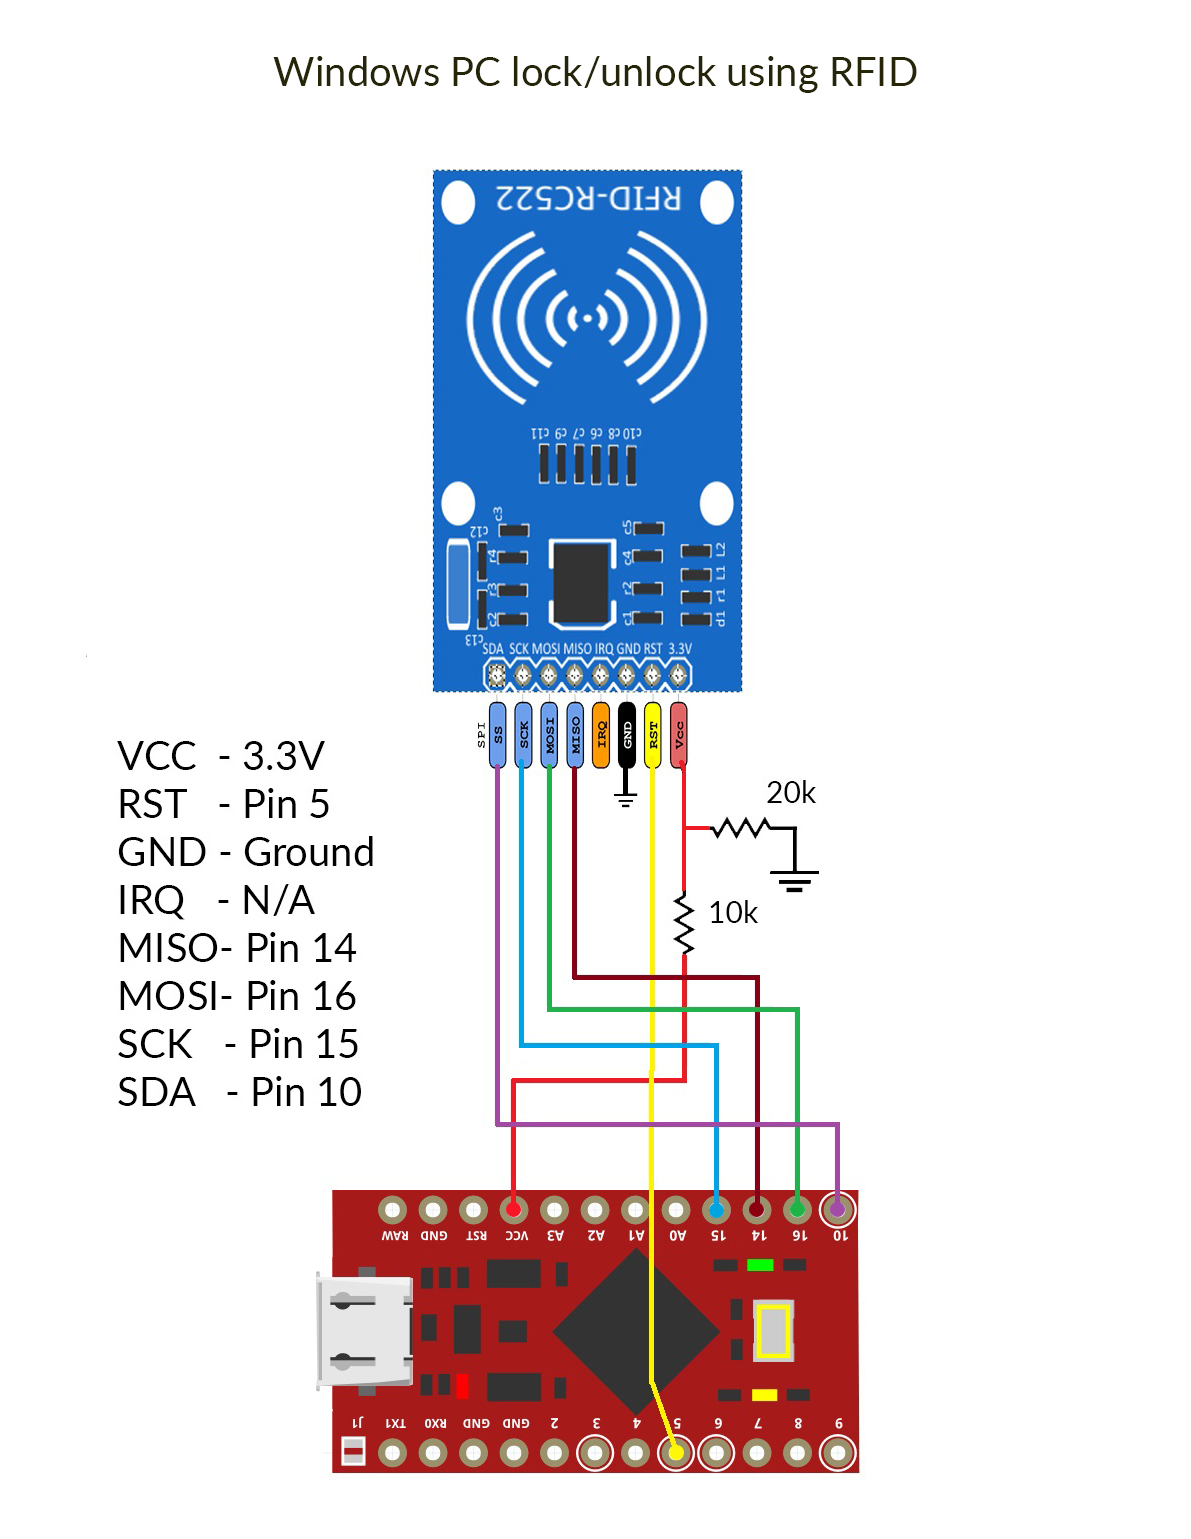 Windows PC lock/unlock using RFID
RFID-RC522
c11 c9 c7 c6 c8 c10
c3
c12
c5
r4
c4
L2
L1
r3
r2
r1
c2
c1
d1
c13
SDA SCK MOSI MISO IRQ GND RST 3.3V
SPI
SS SCK MOSI MISO IRQ GND RST Vcc
VCC - 3.3V
RST - Pin 5
GND - Ground
IRQ - N/A
MISO- Pin 14
MOSI- Pin 16
SCK - Pin 15
SDA - Pin 10
20k
10k
RAW GND RST VCC A3 A2 A1 A0 15 14 16 10
J1 TX1 RX0 GND GND 2 3 4 5 6 7 8 9